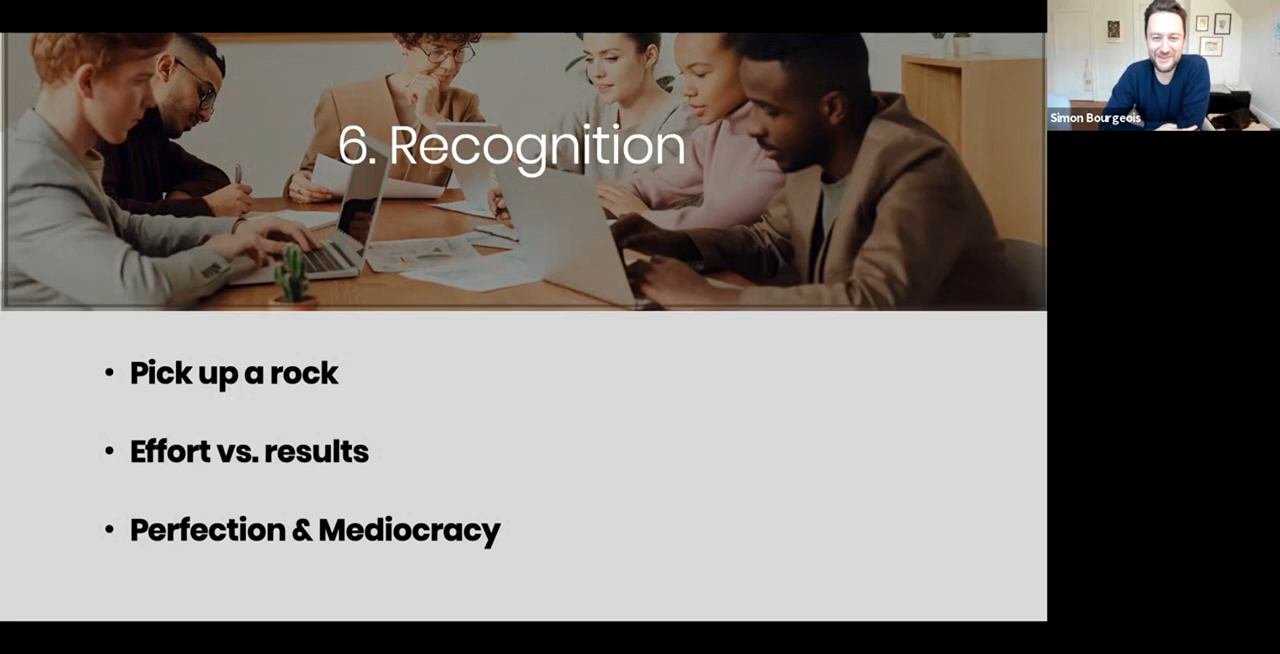 6. Recognition
Simon Bourgeois
• Pick up a rock
• Effort vs. results
• Perfection & Mediocracy